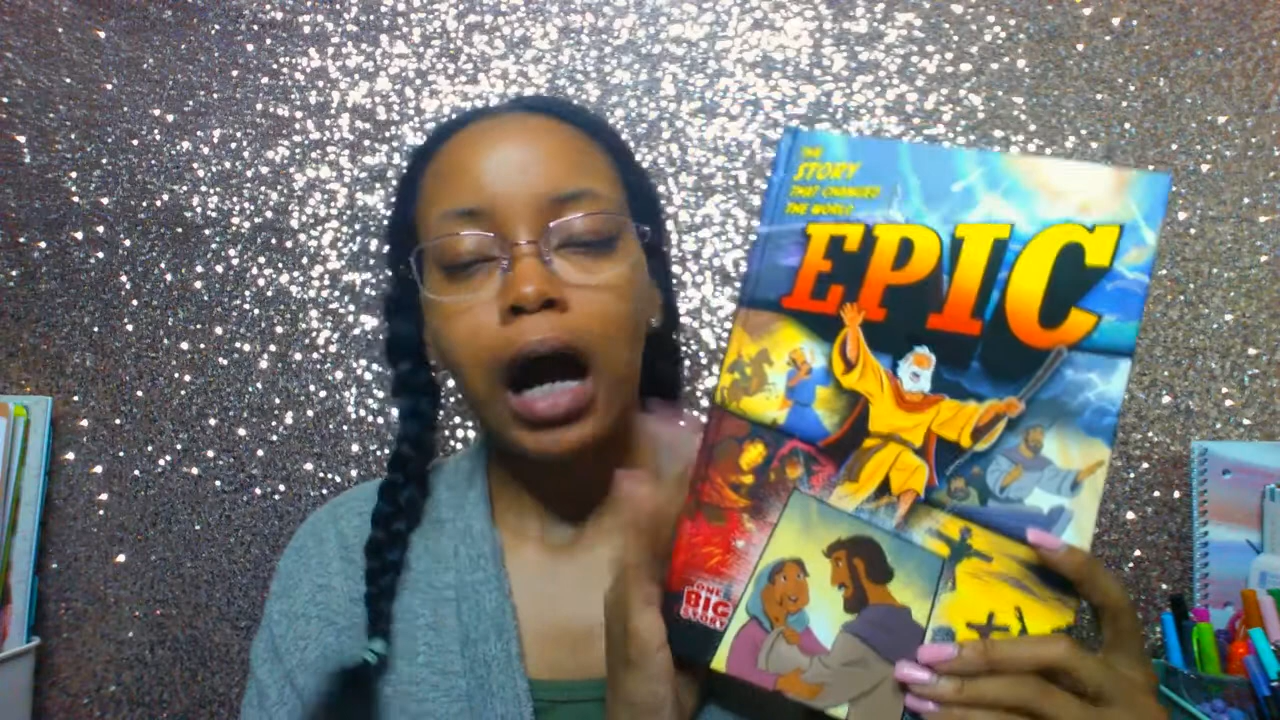 THE
STORY
THAT CHANGED
THE WORLD
EPIC
ONE
BIG
STORY